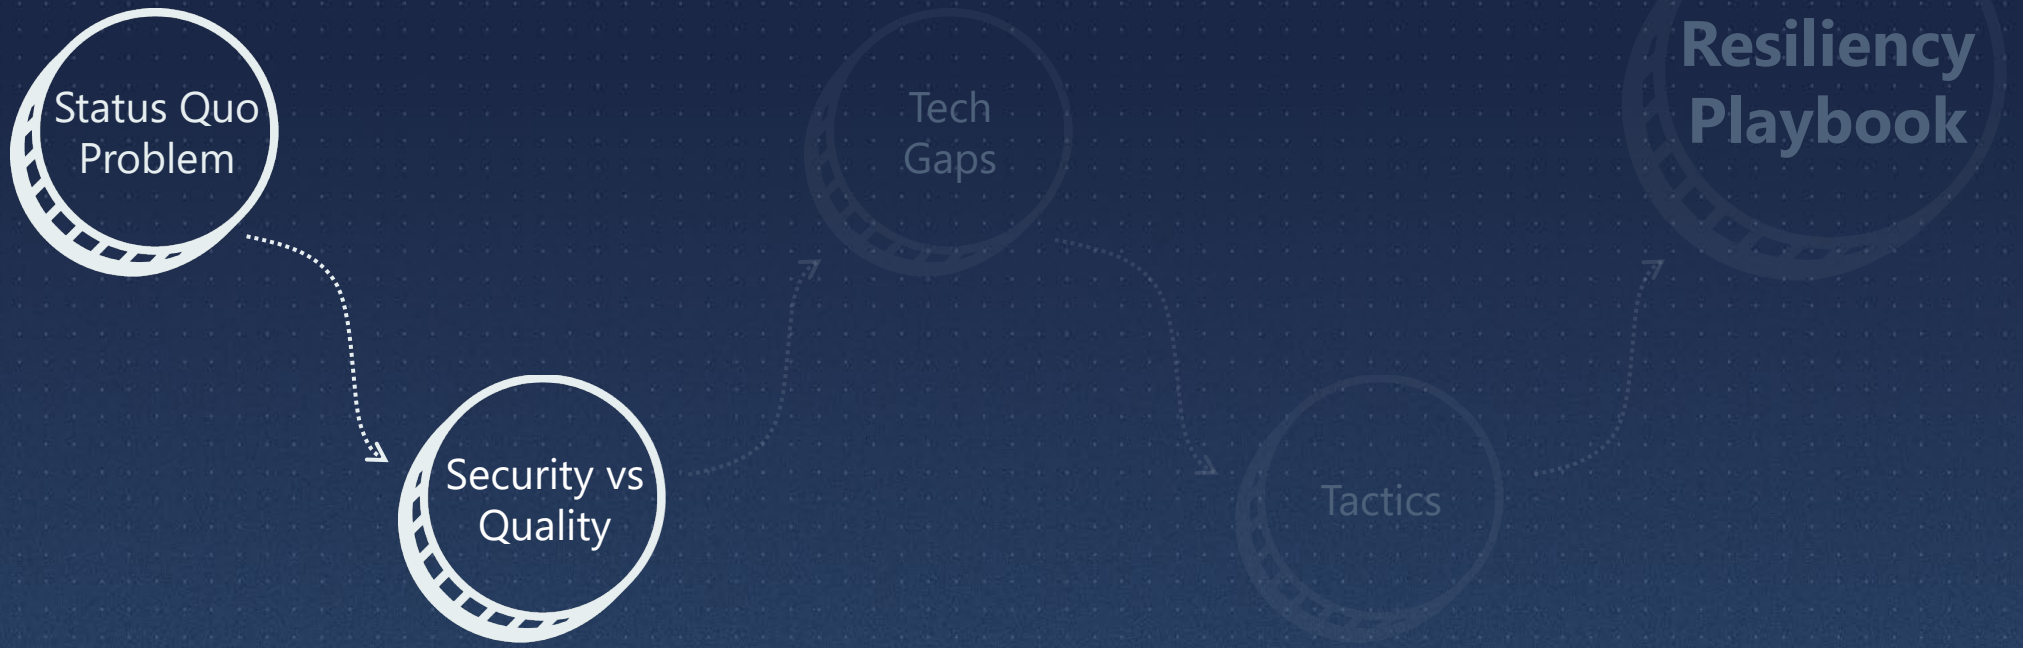 Status Quo
Problem
Security vs
Quality
Tech
Gaps
Tactics
Resiliency
Playbook